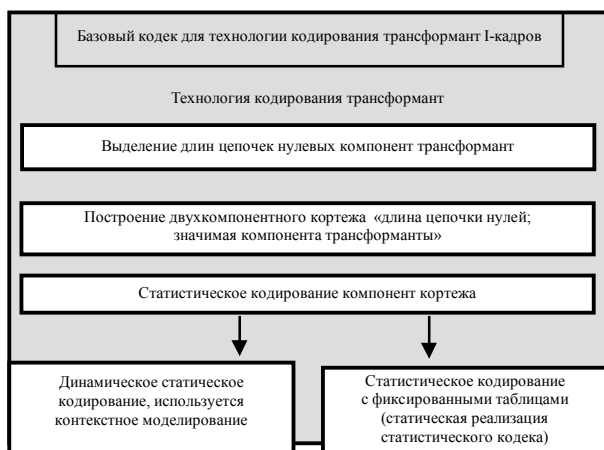 Базовый кодек для технологии кодирования трансформант I-кадров
Технология кодирования трансформант
Выделение длин цепочек нулевых компонент трансформант
Построение двухкомпонентного кортежа «длина цепочки нулей;
значимая компонента трансформанты»
Статистическое кодирование компонент кортежа
Динамическое статическое
кодирование, используется
контекстное моделирование
Статистическое кодирование
с фиксированными таблицами
(статическая реализация
статистического кодека)